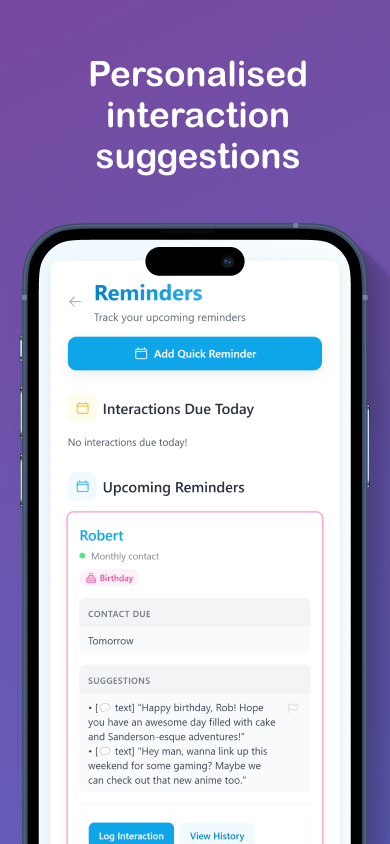 Personalised
interaction
suggestions
Reminders
Track your upcoming reminders
Add Quick Reminder
Interactions Due Today
No interactions due today!
Upcoming Reminders
Robert
Monthly contact
Birthday
CONTACT DUE
Tomorrow
SUGGESTIONS
• [💬 text] "Happy birthday, Rob! Hope
you have an awesome day filled with cake
and Sanderson-esque adventures!"
• [💬 text] "Hey man, wanna link up this
weekend for some gaming? Maybe we
can check out that new anime too."
Log Interaction View History